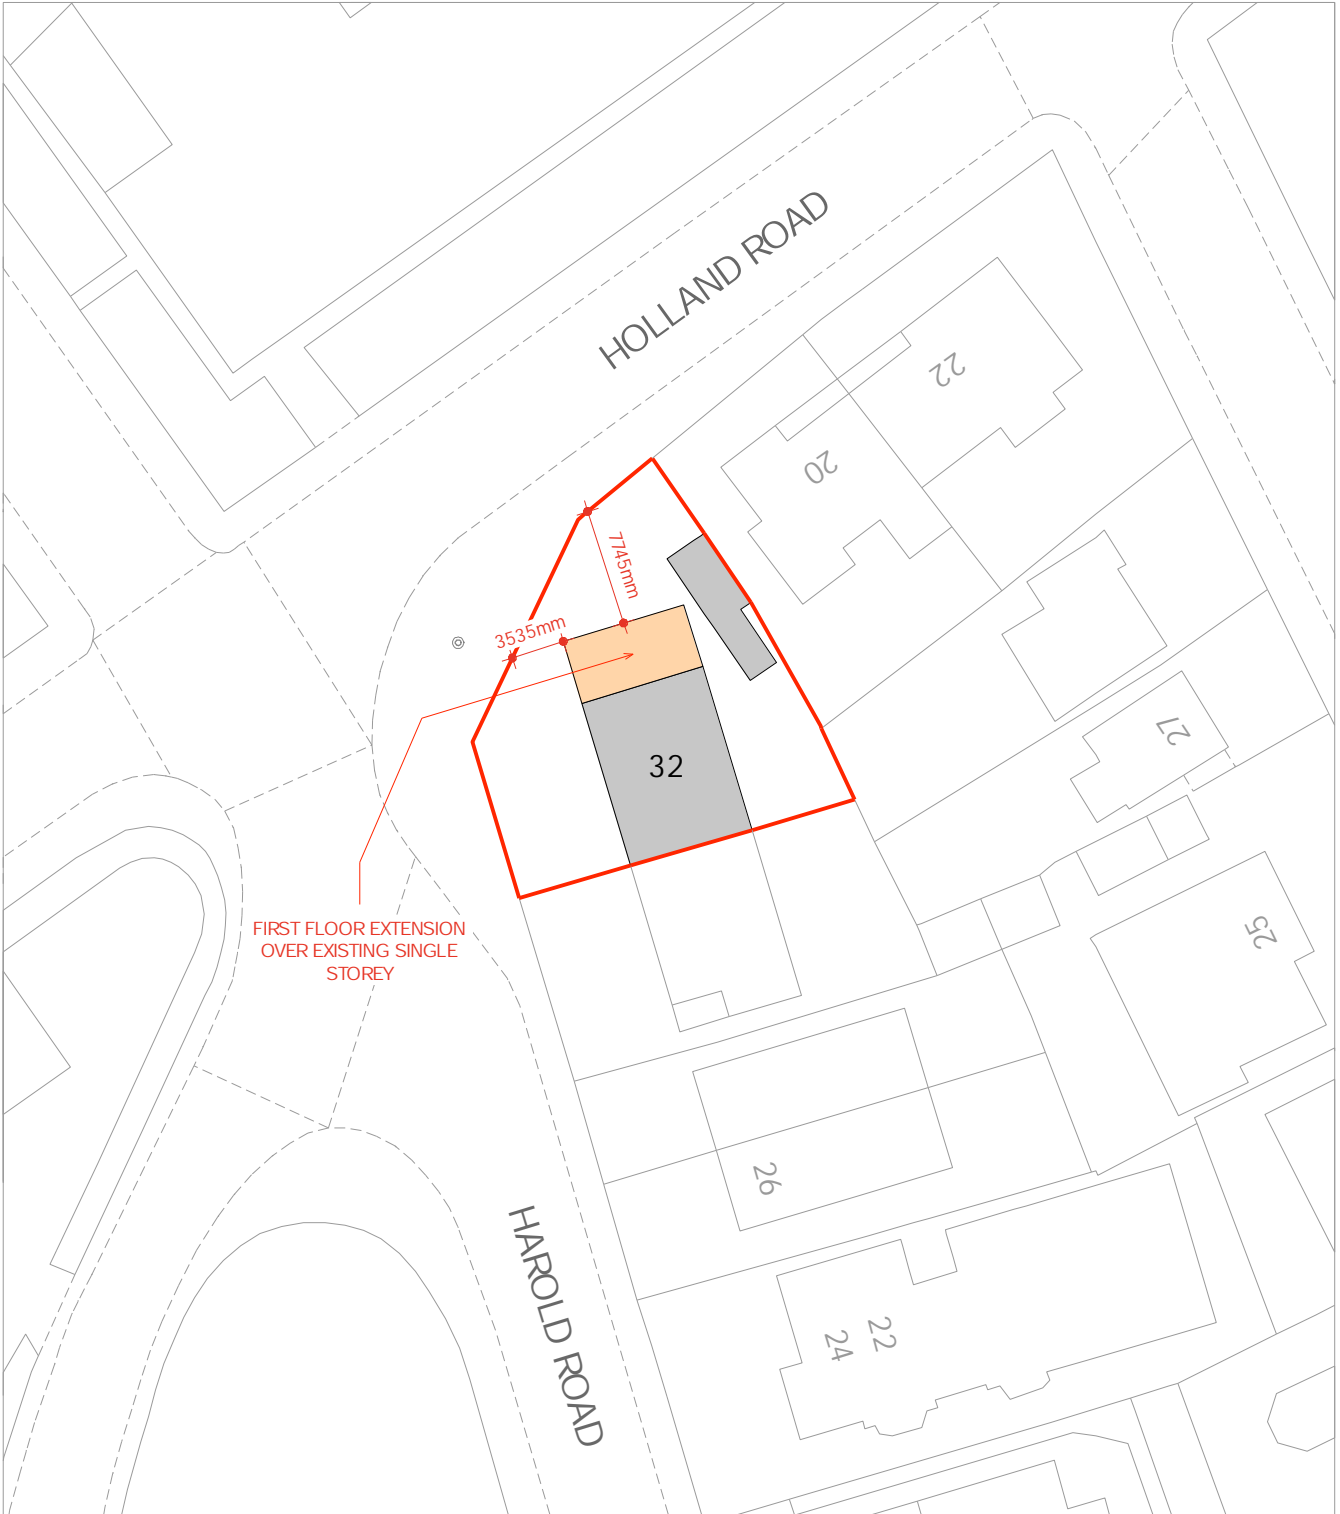 HOLLAND ROAD
22
20
7745mm
3535mm
27
32
FIRST FLOOR EXTENSION
OVER EXISTING SINGLE
STOREY
25
26
HAROLD ROAD
24
22